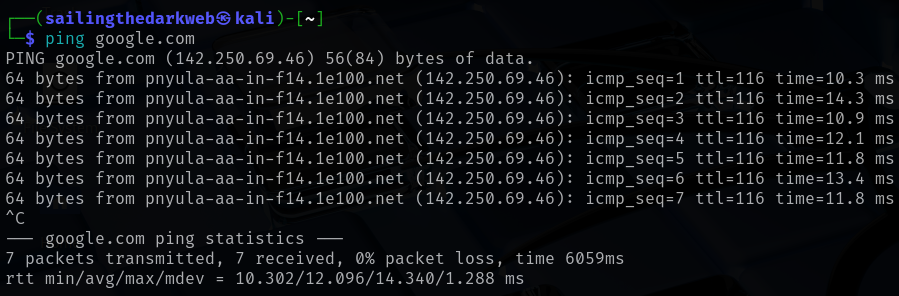 ┌──(sailingthedarkweb㉿kali)-[~]
└─$ ping google.com
PING google.com (142.250.69.46) 56(84) bytes of data.
64 bytes from pnyula-aa-in-f14.1e100.net (142.250.69.46): icmp_seq=1 ttl=116 time=10.3 ms
64 bytes from pnyula-aa-in-f14.1e100.net (142.250.69.46): icmp_seq=2 ttl=116 time=14.3 ms
64 bytes from pnyula-aa-in-f14.1e100.net (142.250.69.46): icmp_seq=3 ttl=116 time=10.9 ms
64 bytes from pnyula-aa-in-f14.1e100.net (142.250.69.46): icmp_seq=4 ttl=116 time=12.1 ms
64 bytes from pnyula-aa-in-f14.1e100.net (142.250.69.46): icmp_seq=5 ttl=116 time=11.8 ms
64 bytes from pnyula-aa-in-f14.1e100.net (142.250.69.46): icmp_seq=6 ttl=116 time=13.4 ms
64 bytes from pnyula-aa-in-f14.1e100.net (142.250.69.46): icmp_seq=7 ttl=116 time=11.8 ms
^C
--- google.com ping statistics ---
7 packets transmitted, 7 received, 0% packet loss, time 6059ms
rtt min/avg/max/mdev = 10.302/12.096/14.340/1.288 ms